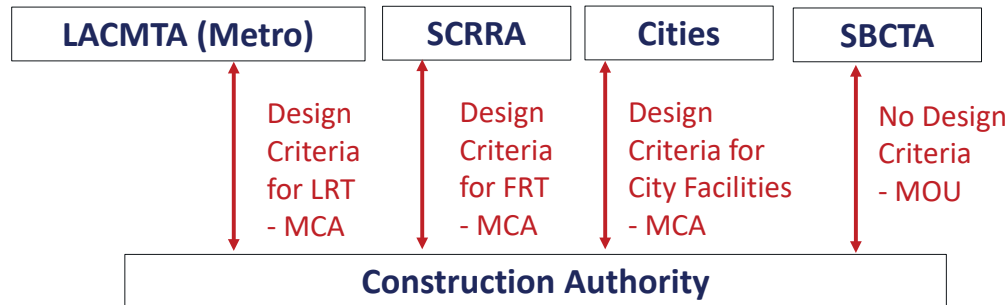 LACMTA (Metro)
SCRRA
Cities
SBCTA
Design
Criteria
for LRT
- MCA
Design
Criteria
for FRT
- MCA
Design
Criteria for
City Facilities
- MCA
No Design
Criteria
- MOU
Construction Authority